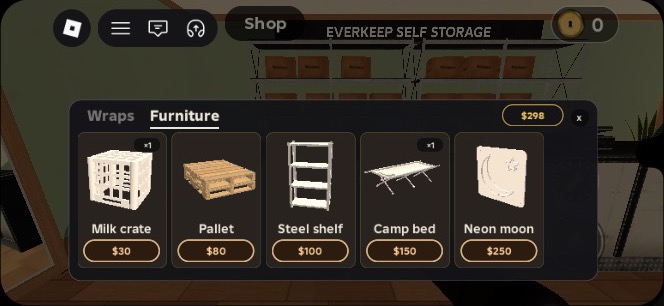 Shop
EVERKEEP SELF STORAGE
0
Wraps
Furniture
$298
x
×1
×1
Milk crate
Pallet
Steel shelf
Camp bed
Neon moon
$30
$80
$100
$150
$250